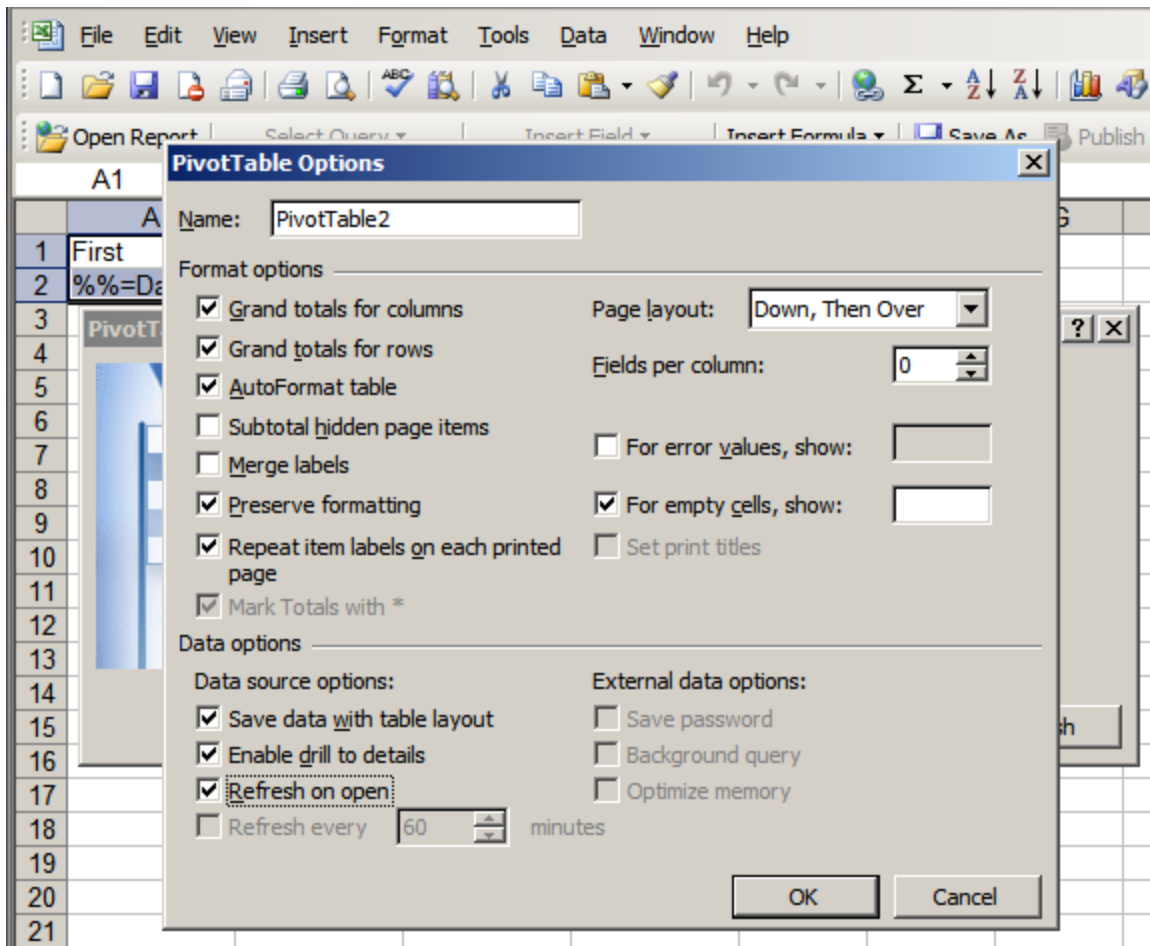 File Edit View Insert Format Tools Data Window Help
ABC Σ A Z Z A
Open Report Select Query Insert Field Insert Formula Save As Publish
A1
PivotTable Options
A G
Name: PivotTable2
1 First
Format options
2 %%=Da
Grand totals for columns Page layout: Down, Then Over
3 PivotT ?
Grand totals for rows
4
Fields per column: 0
5 AutoFormat table
6 Subtotal hidden page items
For error values, show:
7 Merge labels
8
Preserve formatting For empty cells, show:
9
Repeat item labels on each printed Set print titles
10 page
11 Mark Totals with *
12
Data options
13
Data source options: External data options:
14
Save data with table layout Save password
15 sh
Enable drill to details Background query
16
17 Refresh on open Optimize memory
18 Refresh every 60 minutes
19
20 OK Cancel
21